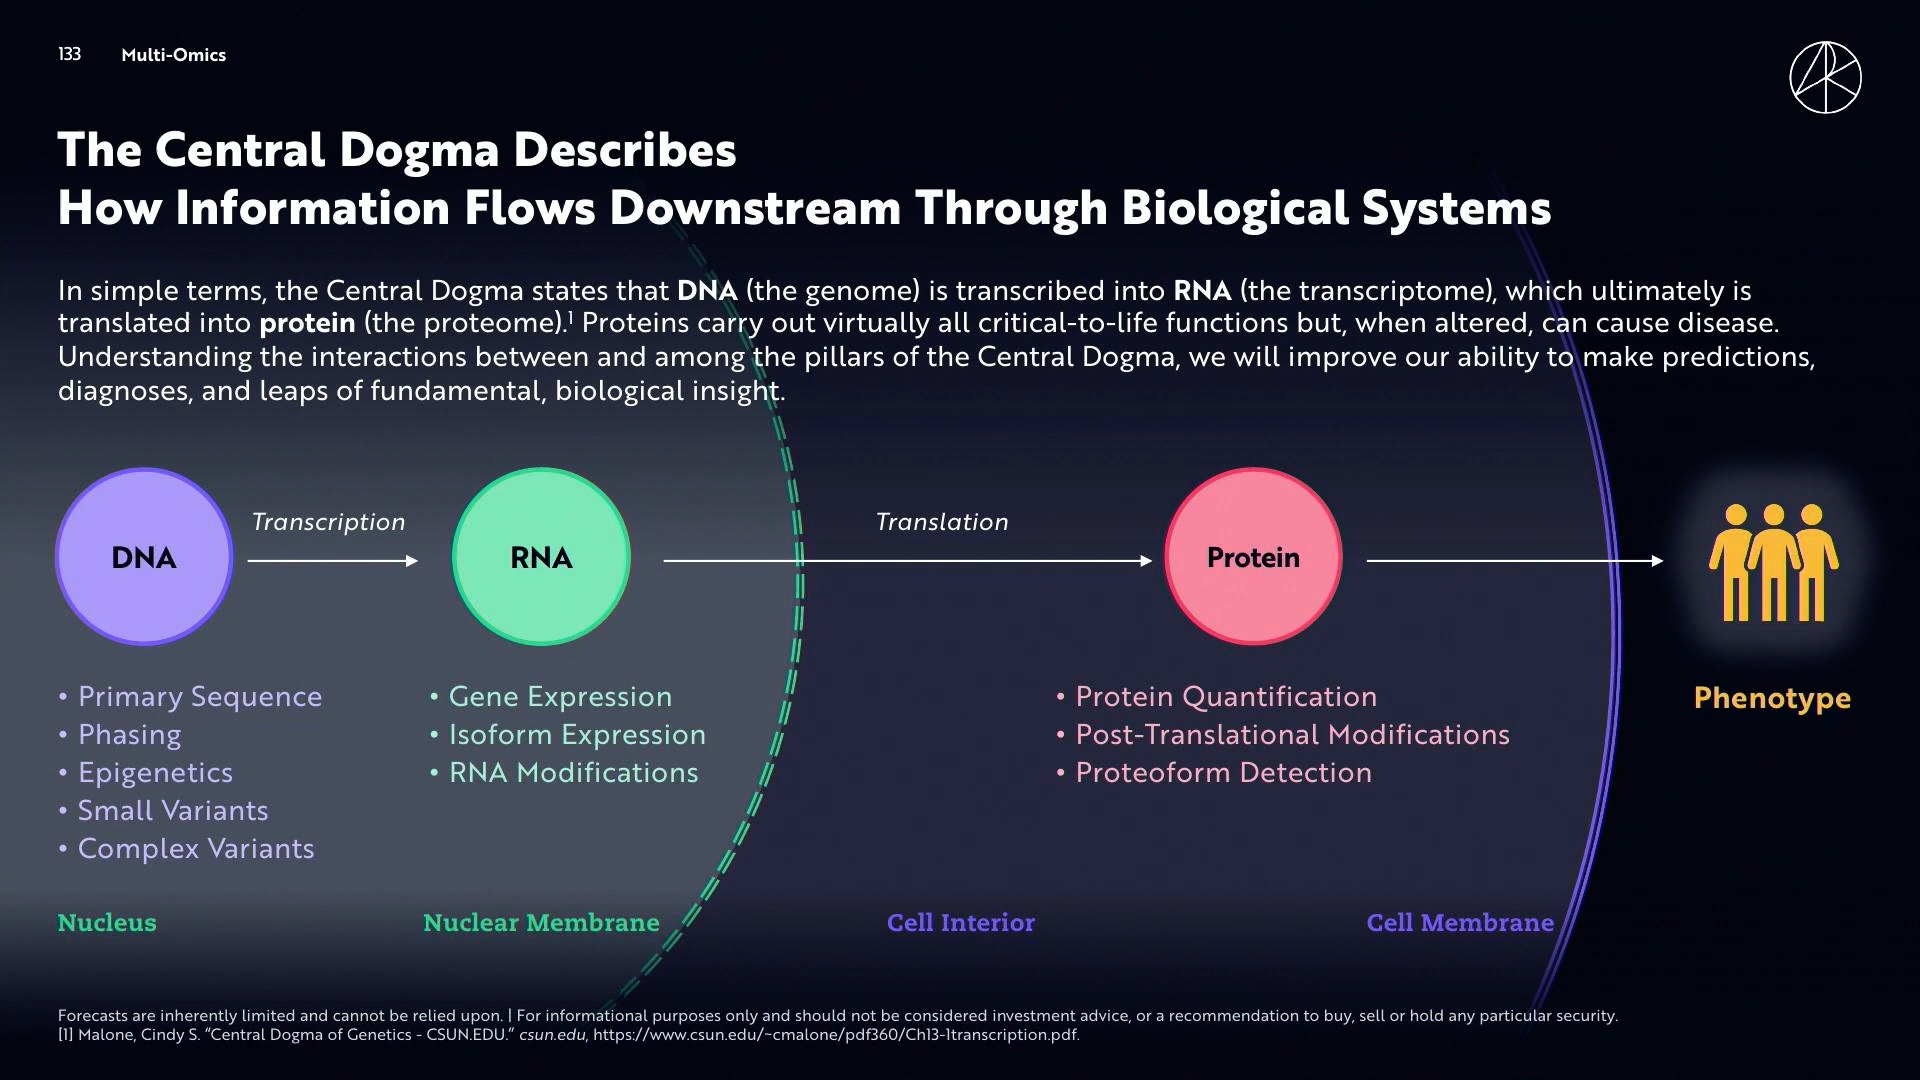 133 Multi-Omics
The Central Dogma Describes
How Information Flows Downstream Through Biological Systems
In simple terms, the Central Dogma states that DNA (the genome) is transcribed into RNA (the transcriptome), which ultimately is
translated into protein (the proteome).¹ Proteins carry out virtually all critical-to-life functions but, when altered, can cause disease.
Understanding the interactions between and among the pillars of the Central Dogma, we will improve our ability to make predictions,
diagnoses, and leaps of fundamental, biological insight.
DNA
Transcription
RNA
Translation
Protein
• Primary Sequence
• Phasing
• Epigenetics
• Small Variants
• Complex Variants
• Gene Expression
• Isoform Expression
• RNA Modifications
• Protein Quantification
• Post-Translational Modifications
• Proteoform Detection
Phenotype
Nucleus
Nuclear Membrane
Cell Interior
Cell Membrane
Forecasts are inherently limited and cannot be relied upon. | For informational purposes only and should not be considered investment advice, or a recommendation to buy, sell or hold any particular security.
[1] Malone, Cindy S. “Central Dogma of Genetics - CSUN.EDU.” csun.edu, https://www.csun.edu/~cmalone/pdf360/Ch13-1transcription.pdf.